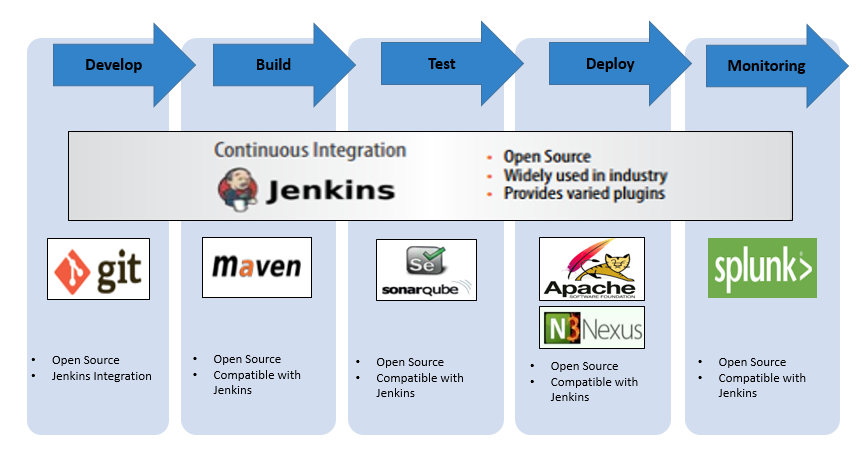 Develop
Build
Test
Deploy
Monitoring
Continuous Integration
Jenkins
• Open Source
• Widely used in industry
• Provides varied plugins
git
maven
Se
sonarqube
Apache
SOFTWARE FOUNDATION
N3 Nexus
splunk>
• Open Source
• Jenkins Integration
• Open Source
• Compatible with
Jenkins
• Open Source
• Compatible with
Jenkins
• Open Source
• Compatible with
Jenkins
• Open Source
• Compatible with
Jenkins